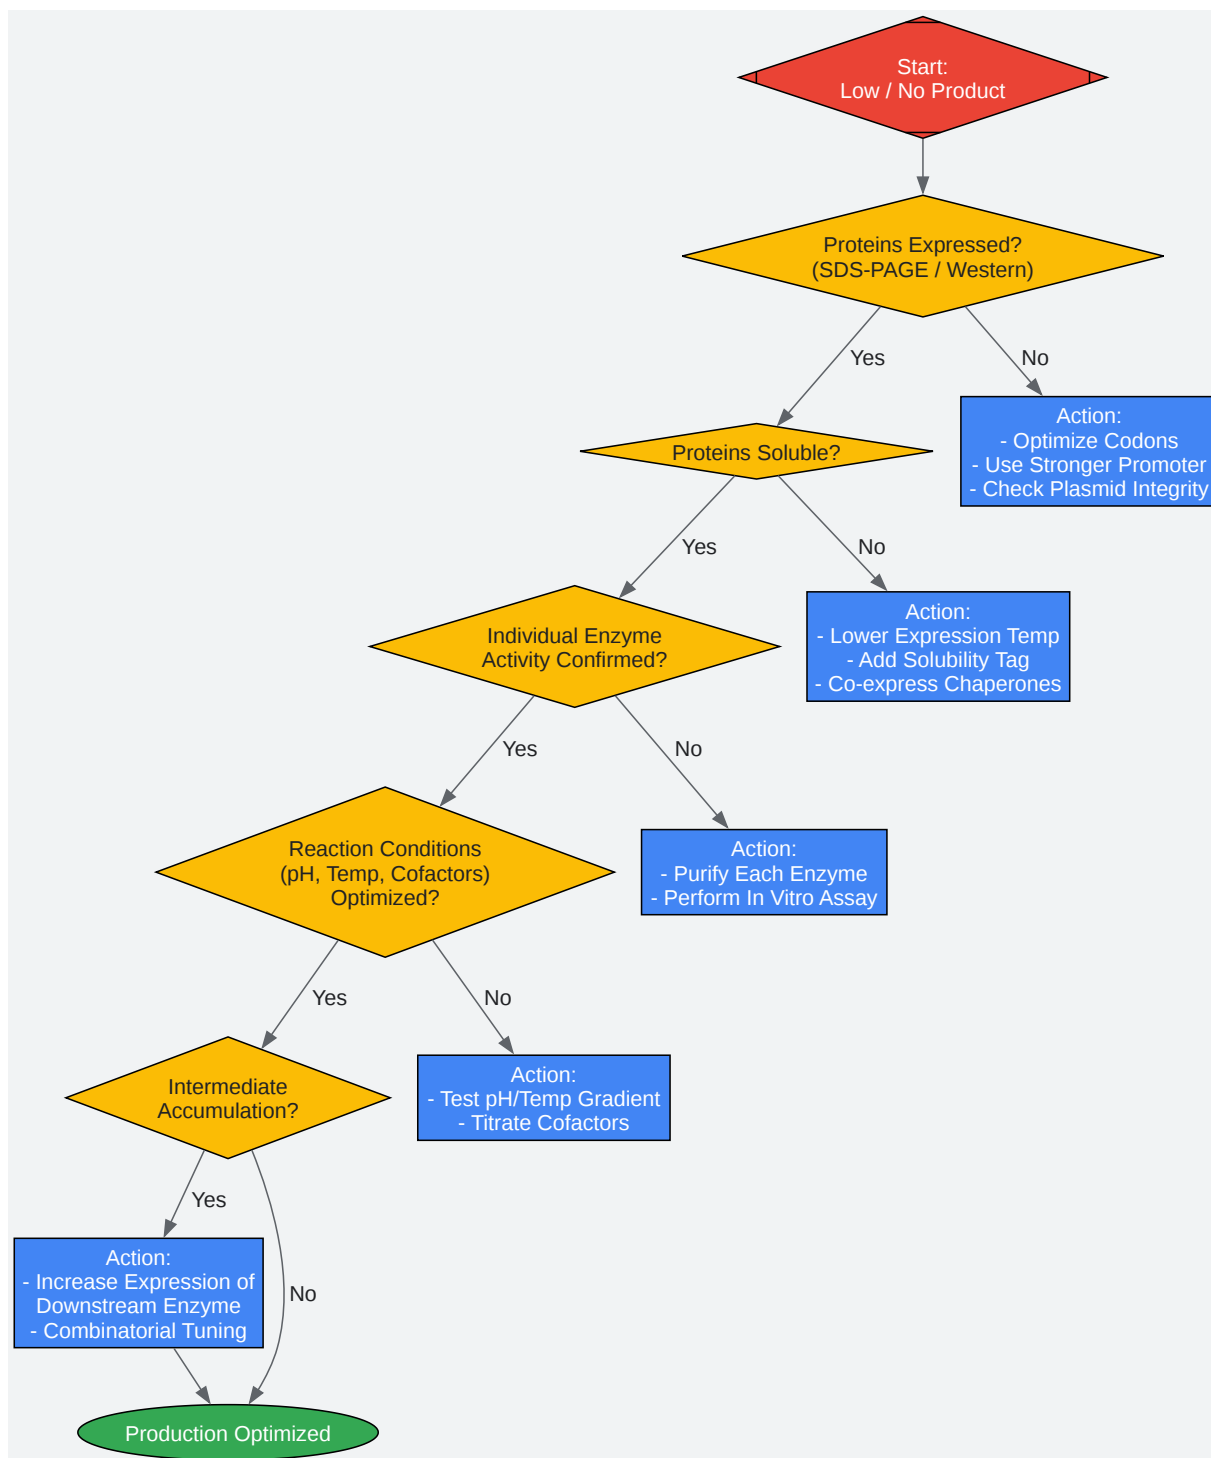 Start:
Low / No Product
Proteins Expressed?
(SDS-PAGE / Western)
Yes
No
Action:
- Optimize Codons
- Use Stronger Promoter
- Check Plasmid Integrity
Proteins Soluble?
Yes
No
Action:
- Lower Expression Temp
- Add Solubility Tag
- Co-express Chaperones
Individual Enzyme
Activity Confirmed?
Yes
No
Action:
- Purify Each Enzyme
- Perform In Vitro Assay
Reaction Conditions
(pH, Temp, Cofactors)
Optimized?
Yes
No
Action:
- Test pH/Temp Gradient
- Titrate Cofactors
Intermediate
Accumulation?
Yes
No
Action:
- Increase Expression of
Downstream Enzyme
- Combinatorial Tuning
Production Optimized